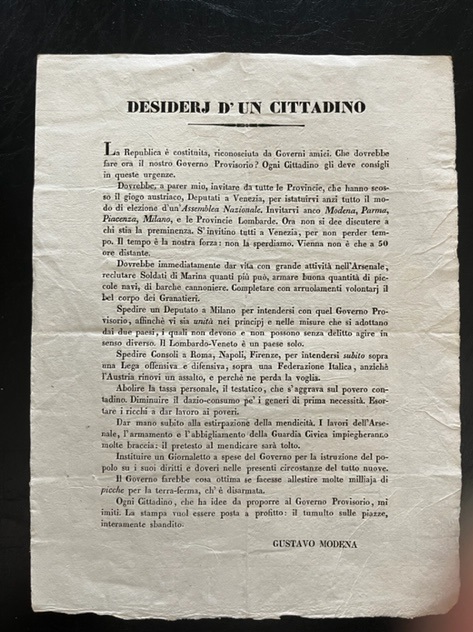 DESIDERJ D' UN CITTADINO
La Republica è costituita, riconosciuta da Governi amici. Che dovrebbe
fare ora il nostro Governo Provisorio? Ogni Cittadino gli deve consigli
in queste urgenze.
Dovrebbe, a parer mio, invitare da tutte le Provincie, che hanno scos-
so il giogo austriaco, Deputati a Venezia, per istatuirvi anzi tutto il mo-
do di elezione d'un'Assemblea Nazionale. Invitarvi anco Modena, Parma,
Piacenza, Milano, e le Provincie Lombarde. Ora non si dee discutere a
chi stia la preminenza. S'invitino tutti a Venezia, per non perder tem-
po. Il tempo è la nostra forza: non la sperdiamo. Vienna non è che a 50
ore distante.
Dovrebbe immediatamente dar vita con grande attività nell'Arsenale,
reclutare Soldati di Marina quanti più può, armare buona quantità di pic-
cole navi, di barche cannoniere. Completare con arruolamenti volontarj il
bel corpo dei Granatieri.
Spedire un Deputato a Milano per intendersi con quel Governo Pro-
visorio, affinchè vi sia unità nei principj e nelle misure che si adottano
dai due paesi, i quali non devono e non possono senza delitto agire in
senso diverso. Il Lombardo-Veneto è un paese solo.
Spedire Consoli a Roma, Napoli, Firenze, per intendersi subito sopra
una Lega offensiva e difensiva, sopra una Federazione Italica, anzichè
l'Austria rinovi un assalto, e perchè ne perda la voglia.
Abolire la tassa personale, il testatico, che s'aggrava sul povero con-
tadino. Diminuire il dazio-consumo pe' i generi di prima necessità. Esor-
tare i ricchi a dar lavoro ai poveri.
Dar mano subito alla estirpazione della mendicità. I lavori dell'Arse-
nale, l'armamento e l'abbigliamento della Guardia Civica impiegheranno
molte braccia: il pretesto al mendicare sarà tolto.
Instituire un Giornaletto a spese del Governo per la istruzione del po-
polo su i suoi diritti e doveri nelle presenti circostanze del tutto nuove.
Il Governo farebbe cosa ottima se facesse allestire molte milliaja di
picche per la terra-ferma, ch'è disarmata.
Ogni Cittadino, che ha idee da proporre al Governo Provisorio, mi
imiti. La stampa vuol essere posta a profitto: il tumulto sulle piazze,
interamente sbandito.
GUSTAVO MODENA